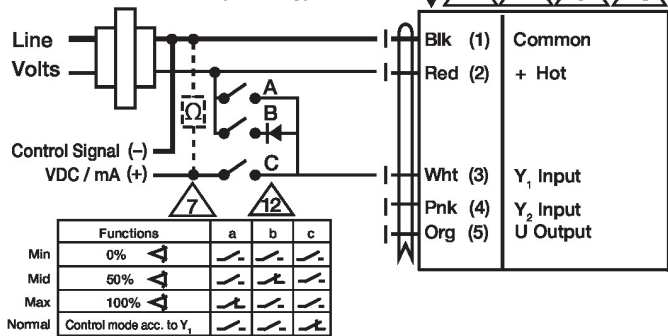 Line
Volts
Blk (1) Common
Red (2) + Hot
A
B
C
Ω
Control Signal (–)
VDC / mA (+)
Wht (3) Y₁ Input
Pnk (4) Y₂ Input
Org (5) U Output
7
12
Functions a b c
Min 0%
Mid 50%
Max 100%
Normal Control mode acc. to Y₁